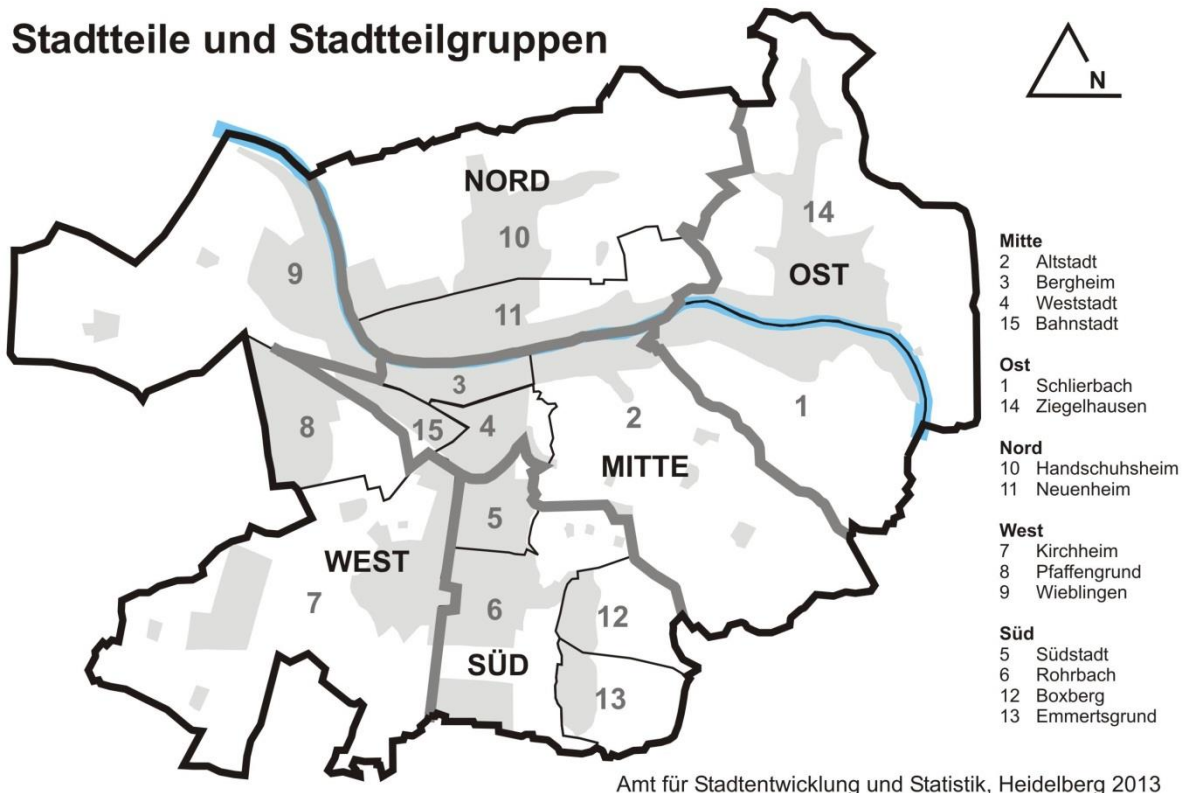 Stadtteile und Stadtteilgruppen
N
NORD
10
14
9
OST
11
3
8
15
4
2
1
MITTE
5
WEST
7
6
12
SÜD
13
Mitte
2 Altstadt
3 Bergheim
4 Weststadt
15 Bahnstadt
Ost
1 Schlierbach
14 Ziegelhausen
Nord
10 Handschuhsheim
11 Neuenheim
West
7 Kirchheim
8 Pfaffengrund
9 Wieblingen
Süd
5 Südstadt
6 Rohrbach
12 Boxberg
13 Emmertsgrund
Amt für Stadtentwicklung und Statistik, Heidelberg 2013